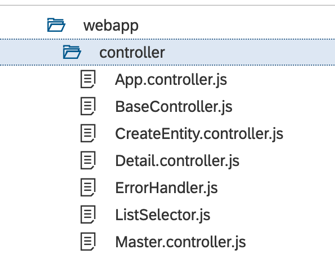 webapp
controller
App.controller.js
BaseController.js
CreateEntity.controller.js
Detail.controller.js
ErrorHandler.js
ListSelector.js
Master.controller.js